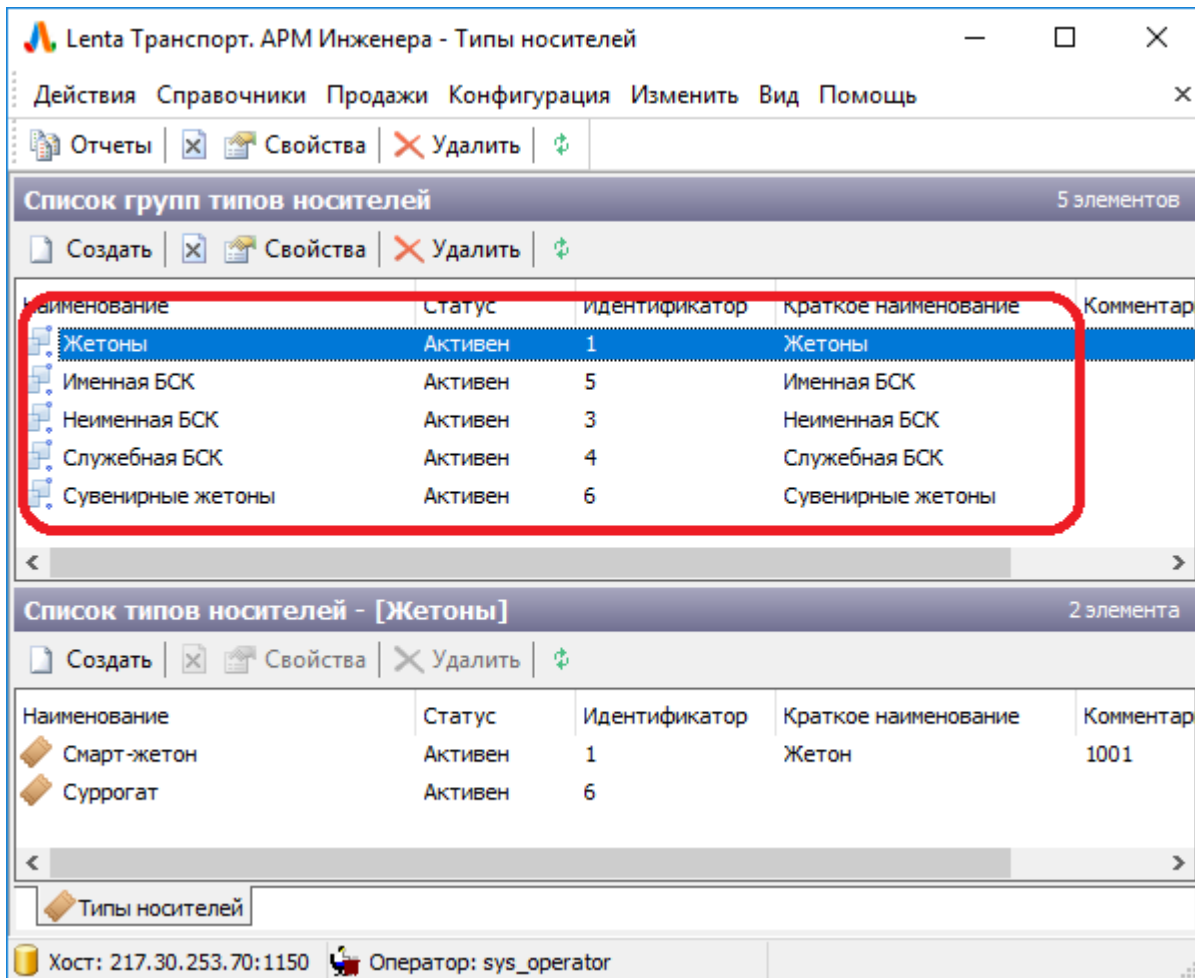 Lenta Транспорт. АРМ Инженера - Типы носителей
Действия Справочники Продажи Конфигурация Изменить Вид Помощь
Отчеты Свойства Удалить
Список групп типов носителей 5 элементов
Создать Свойства Удалить
Наименование Статус Идентификатор Краткое наименование Комментар
Жетоны Активен 1 Жетоны
Именная БСК Активен 5 Именная БСК
Неименная БСК Активен 3 Неименная БСК
Служебная БСК Активен 4 Служебная БСК
Сувенирные жетоны Активен 6 Сувенирные жетоны
Список типов носителей - [Жетоны] 2 элемента
Создать Свойства Удалить
Наименование Статус Идентификатор Краткое наименование Комментар
Смарт-жетон Активен 1 Жетон 1001
Суррогат Активен 6
Типы носителей
Хост: 217.30.253.70:1150 Оператор: sys_operator